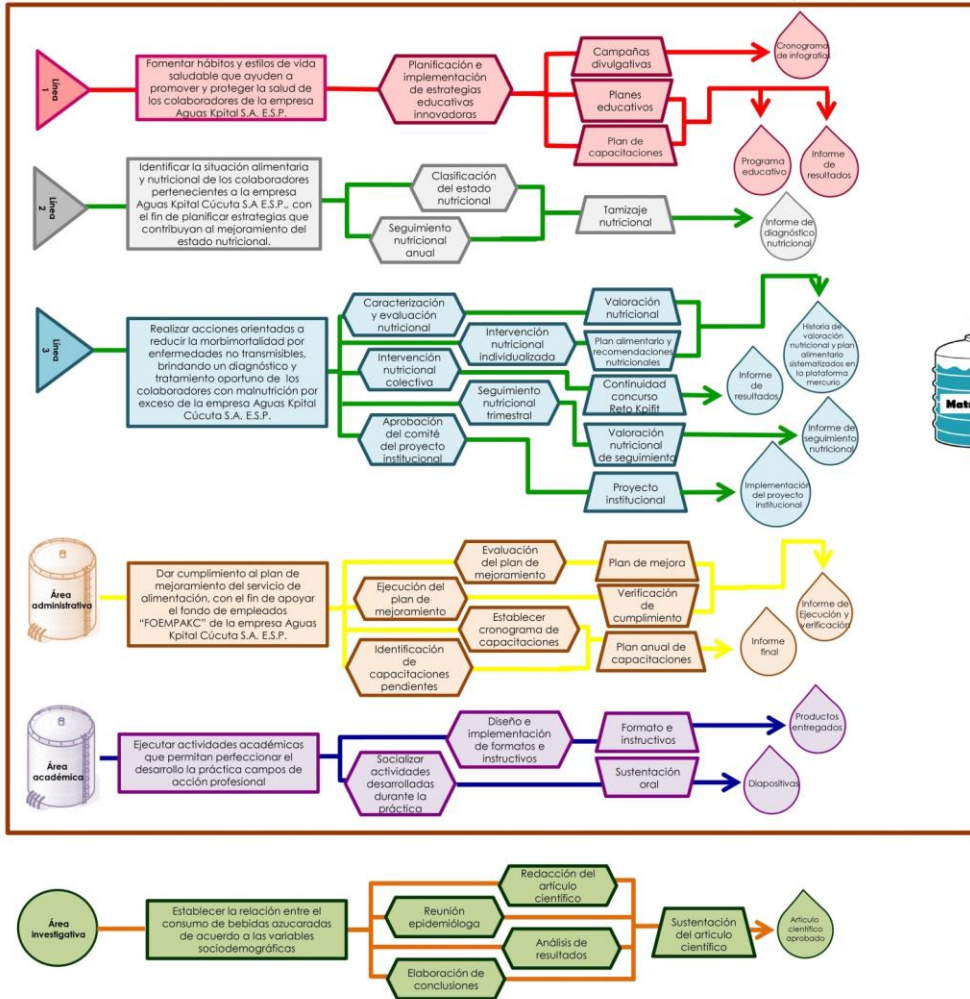 Línea
1
Fomentar hábitos y estilos de vida
saludable que ayuden a
promover y proteger la salud de
los colaboradores de la empresa
Aguas Kpital S.A. E.S.P.
Planificación e
implementación
de estrategias
educativas
innovadoras
Campañas
divulgativas
Planes
educativos
Plan de
capacitaciones
Cronograma
de infografía
Programa
educativo
Informe
de
resultados
Línea
2
Identificar la situación alimentaria
y nutricional de los colaboradores
pertenecientes a la empresa
Aguas Kpital Cúcuta S.A E.S.P., con
el fin de planificar estrategias que
contribuyan al mejoramiento del
estado nutricional.
Clasificación
del estado
nutricional
Seguimiento
nutricional
anual
Tamizaje
nutricional
Informe de
diagnóstico
nutricional
Línea
3
Realizar acciones orientadas a
reducir la morbimortalidad por
enfermedades no transmisibles,
brindando un diagnóstico y
tratamiento oportuno de los
colaboradores con malnutrición por
exceso de la empresa Aguas Kpital
Cúcuta S.A. E.S.P.
Caracterización
y evaluación
nutricional
Intervención
nutricional
individualizada
Intervención
nutricional
colectiva
Seguimiento
nutricional
trimestral
Aprobación
del comité
del proyecto
institucional
Valoración
nutricional
Plan alimentario y
recomendaciones
nutricionales
Continuidad
concurso
Reto Kpifit
Valoración
nutricional
de seguimiento
Proyecto
institucional
Historia de
valoración
nutricional y plan
alimentario
sistematizados en
la plataforma
mercurio
Informe
de
resultados
Informe de
seguimiento
nutricional
Implementación
del proyecto
institucional
Área
administrativa
Dar cumplimiento al plan de
mejoramiento del servicio de
alimentación, con el fin de apoyar
el fondo de empleados
“FOEMPAKC” de la empresa Aguas
Kpital Cúcuta S.A. E.S.P.
Evaluación
del plan de
mejoramiento
Ejecución del
plan de
mejoramiento
Establecer
cronograma de
capacitaciones
Identificación
de
capacitaciones
pendientes
Plan de mejora
Verificación
de
cumplimiento
Plan anual de
capacitaciones
Informe de
Ejecución y
verificación
Informe
final
Área
académica
Ejecutar actividades académicas
que permitan perfeccionar el
desarrollo la práctica campos de
acción profesional
Diseño e
implementación
de formatos e
instructivos
Socializar
actividades
desarrolladas
durante la
práctica
Formato e
instructivos
Sustentación
oral
Productos
entregados
Diapositivas
Área
investigativa
Establecer la relación entre el
consumo de bebidas azucaradas
de acuerdo a las variables
sociodemográficas
Redacción del
artículo
científico
Reunión
epidemióloga
Análisis de
resultados
Elaboración de
conclusiones
Sustentación
del articulo
científico
Artículo
científico
aprobado